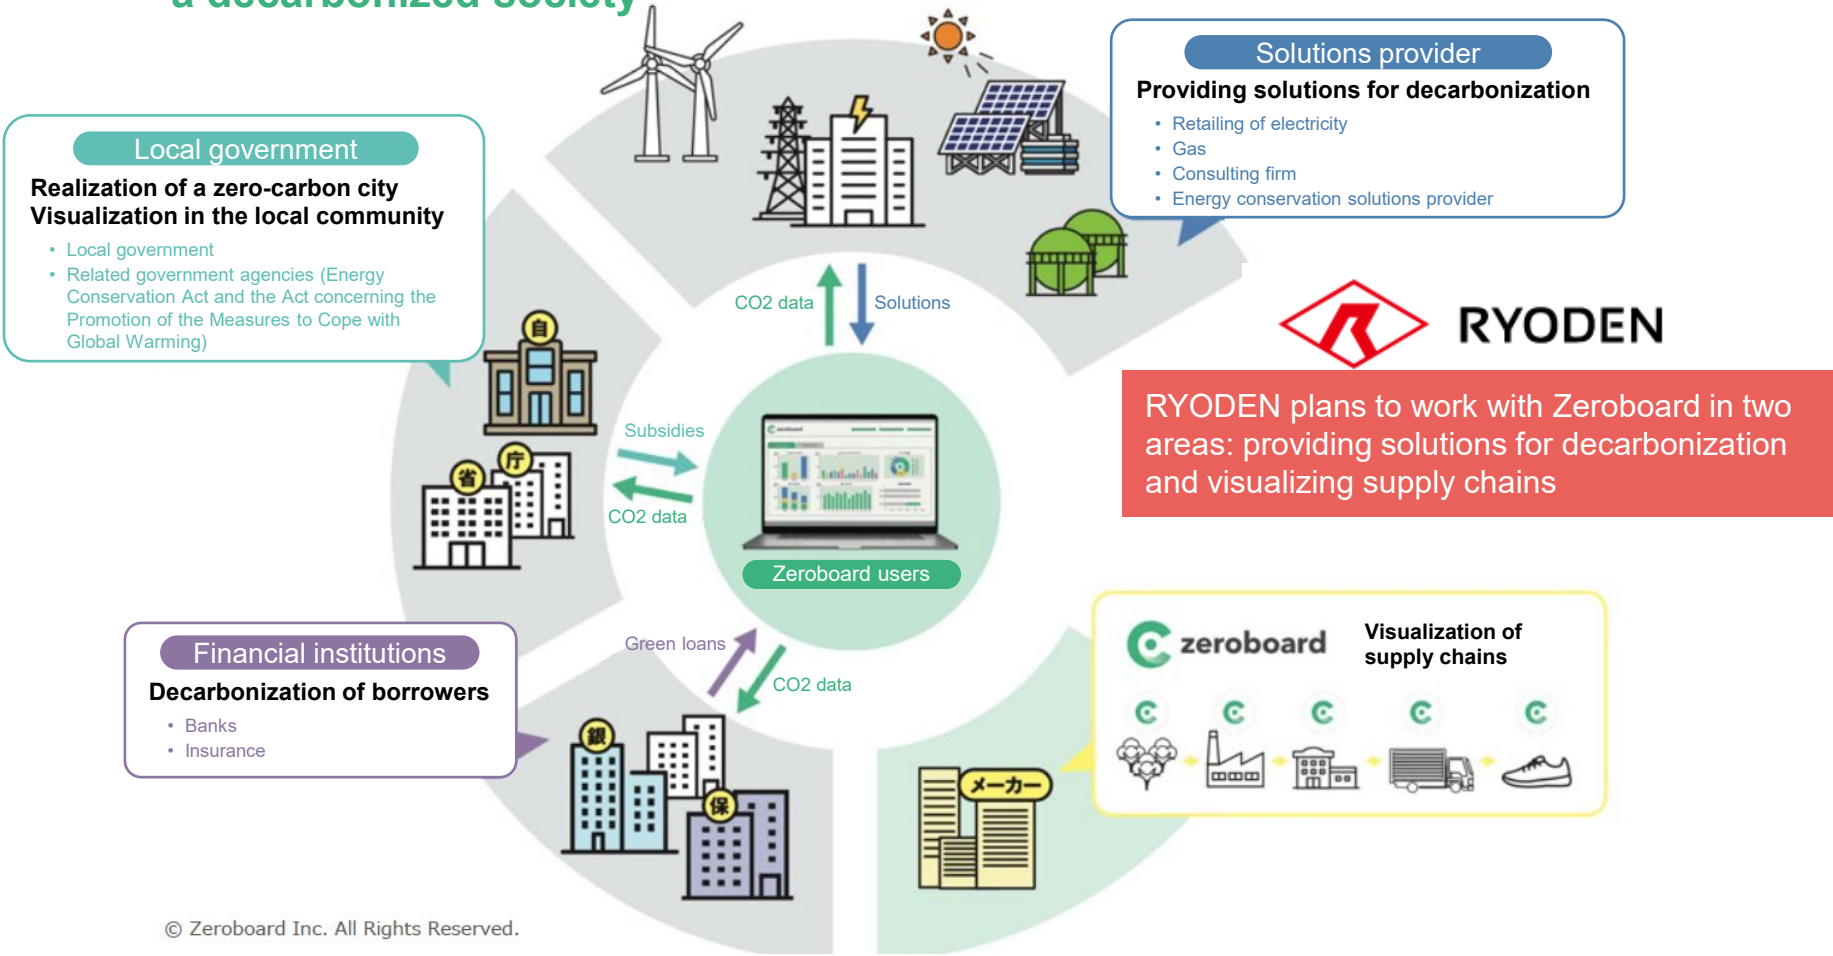 a decarbonized society
Solutions provider
Providing solutions for decarbonization
• Retailing of electricity
• Gas
• Consulting firm
• Energy conservation solutions provider
Local government
Realization of a zero-carbon city
Visualization in the local community
• Local government
• Related government agencies (Energy
Conservation Act and the Act concerning the
Promotion of the Measures to Cope with
Global Warming)
CO2 data
Solutions
RYODEN
RYODEN plans to work with Zeroboard in two
areas: providing solutions for decarbonization
and visualizing supply chains
自
庁
省
Subsidies
CO2 data
zeroboard
Zeroboard users
Green loans
CO2 data
Financial institutions
Decarbonization of borrowers
• Banks
• Insurance
銀
保
メーカー
zeroboard
Visualization of
supply chains
© Zeroboard Inc. All Rights Reserved.